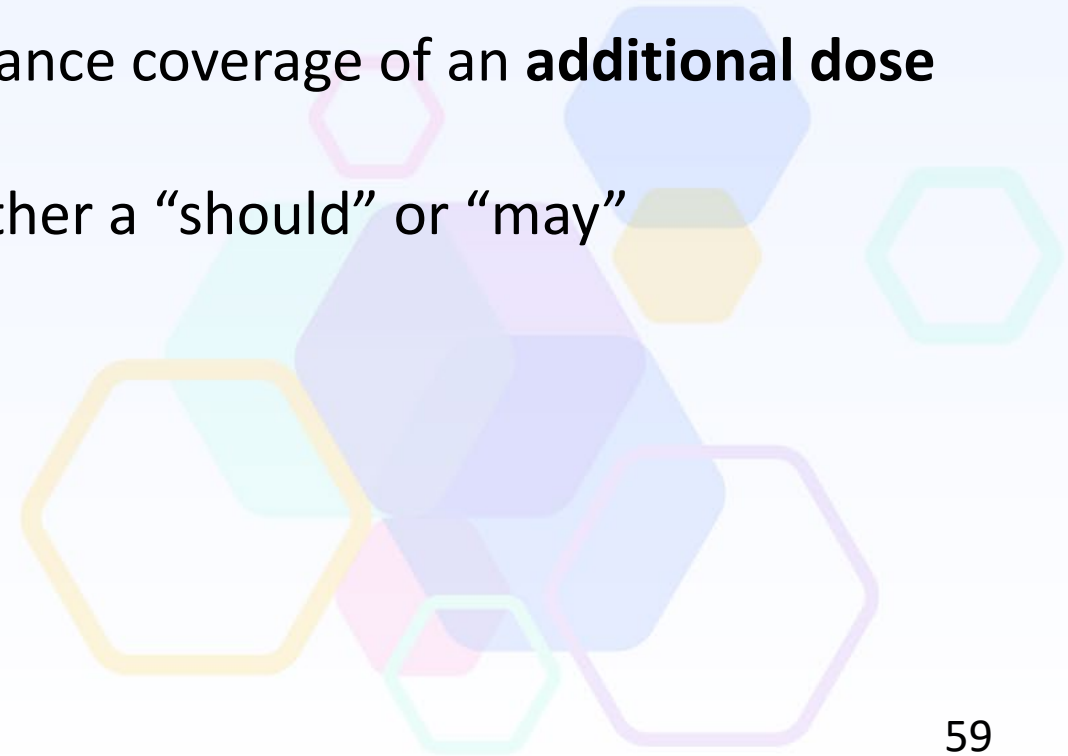 ance coverage of an additional dose
ther a “should” or “may”
59